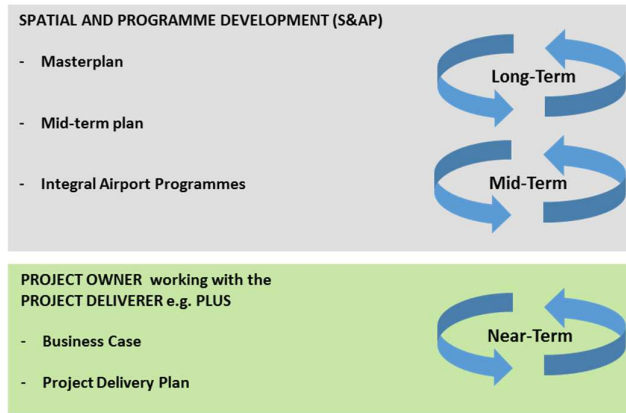 SPATIAL AND PROGRAMME DEVELOPMENT (S&AP)
- Masterplan
Long-Term
- Mid-term plan
- Integral Airport Programmes
Mid-Term
PROJECT OWNER working with the
PROJECT DELIVERER e.g. PLUS
- Business Case
Near-Term
- Project Delivery Plan